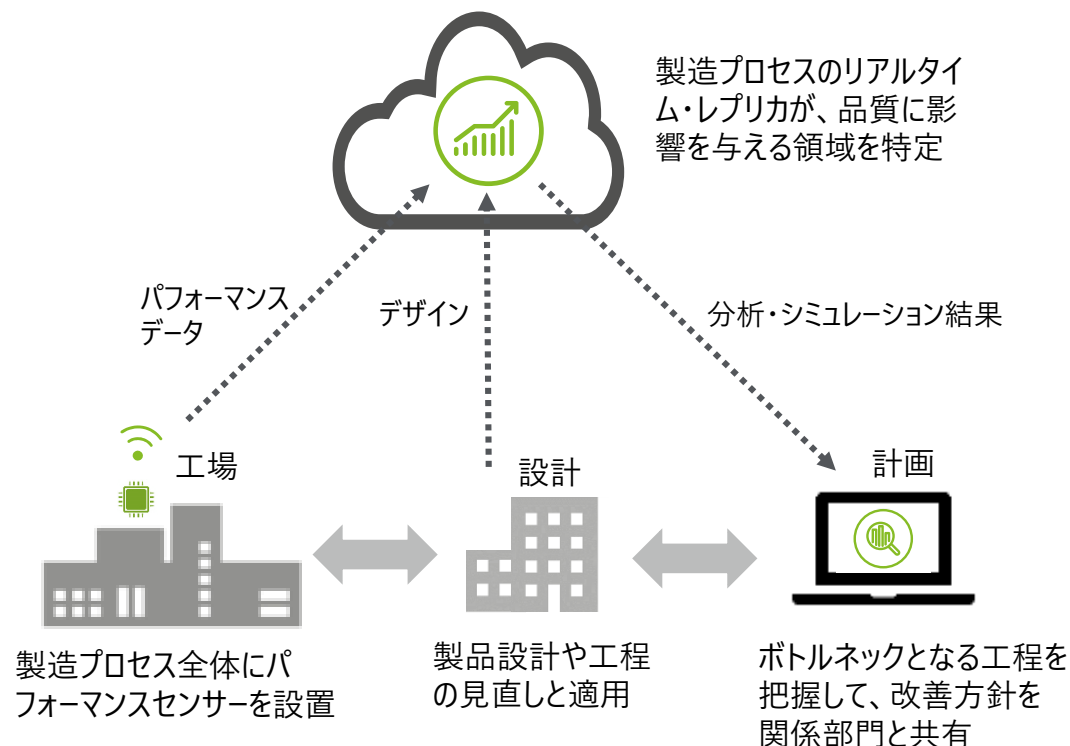 製造プロセスのリアルタイ
ム・レプリカが、品質に影
響を与える領域を特定
パフォーマンス
データ
デザイン
分析・シミュレーション結果
工場
設計
計画
製造プロセス全体にパ
フォーマンスセンサーを設置
製品設計や工程
の見直しと適用
ボトルネックとなる工程を
把握して、改善方針を
関係部門と共有